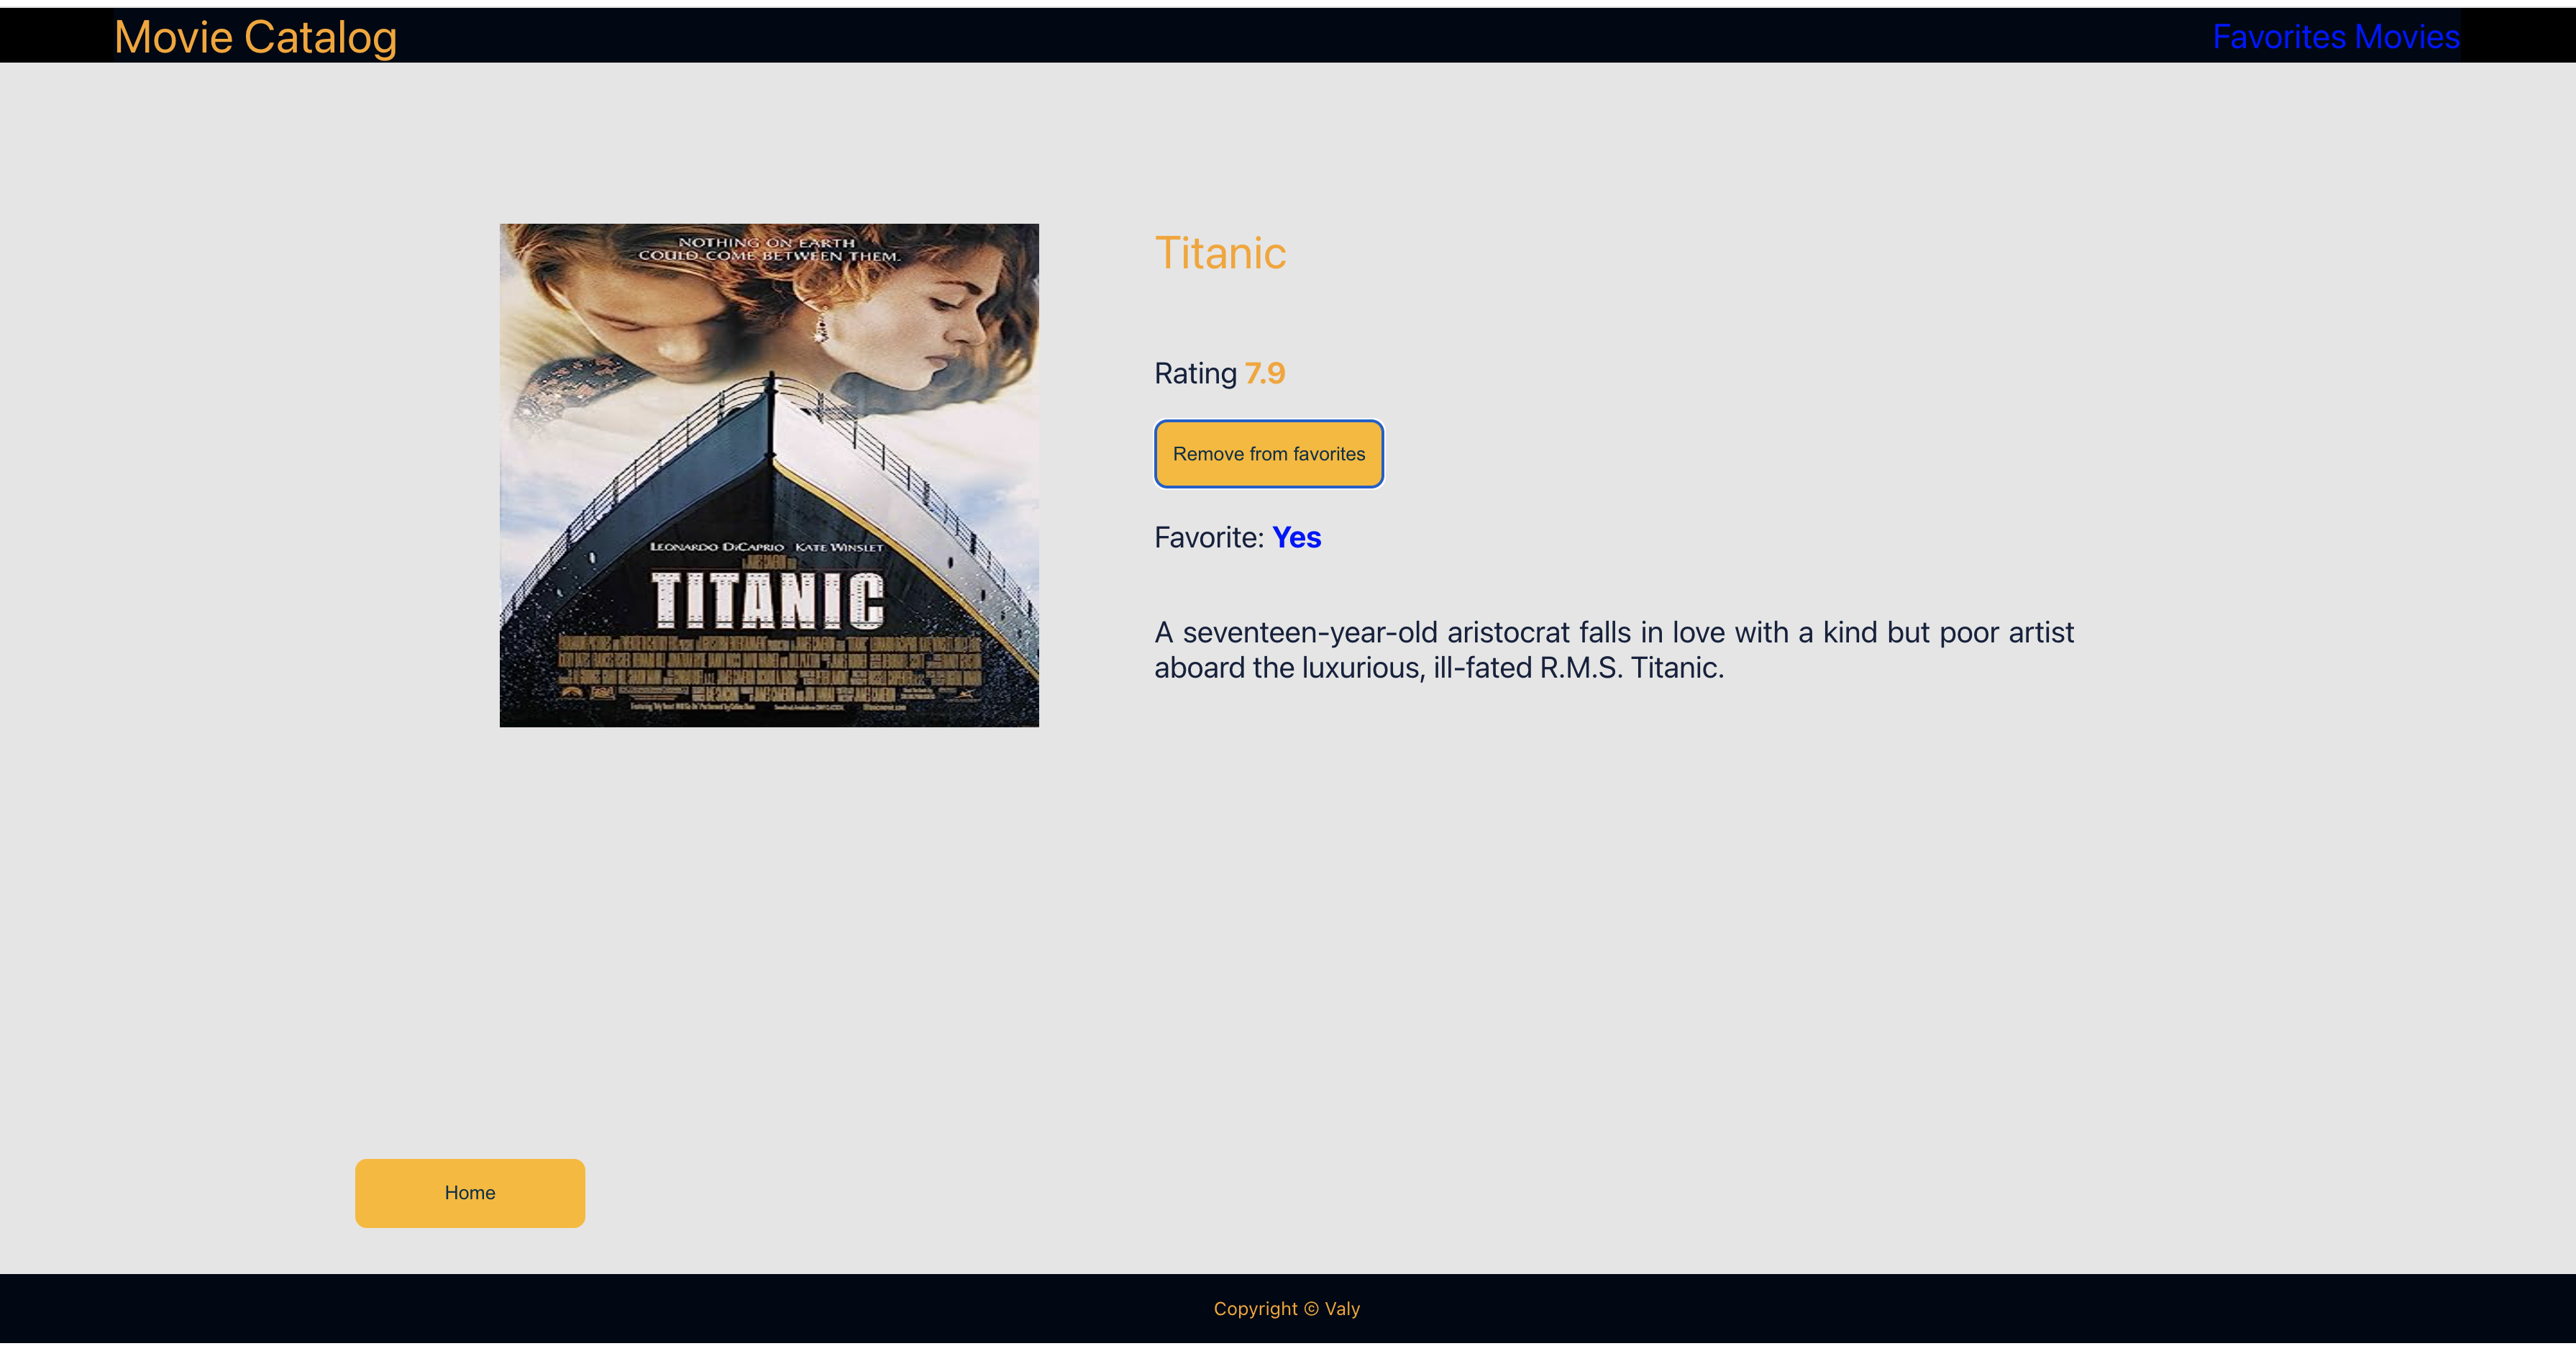 Movie Catalog
Favorites Movies
NOTHING ON EARTH
COULD COME BETWEEN THEM.
LEONARDO DICAPRIO KATE WINSLET
TITANIC
Titanic
Rating 7.9
Remove from favorites
Favorite: Yes
A seventeen-year-old aristocrat falls in love with a kind but poor artist
aboard the luxurious, ill-fated R.M.S. Titanic.
Home
Copyright © Valy